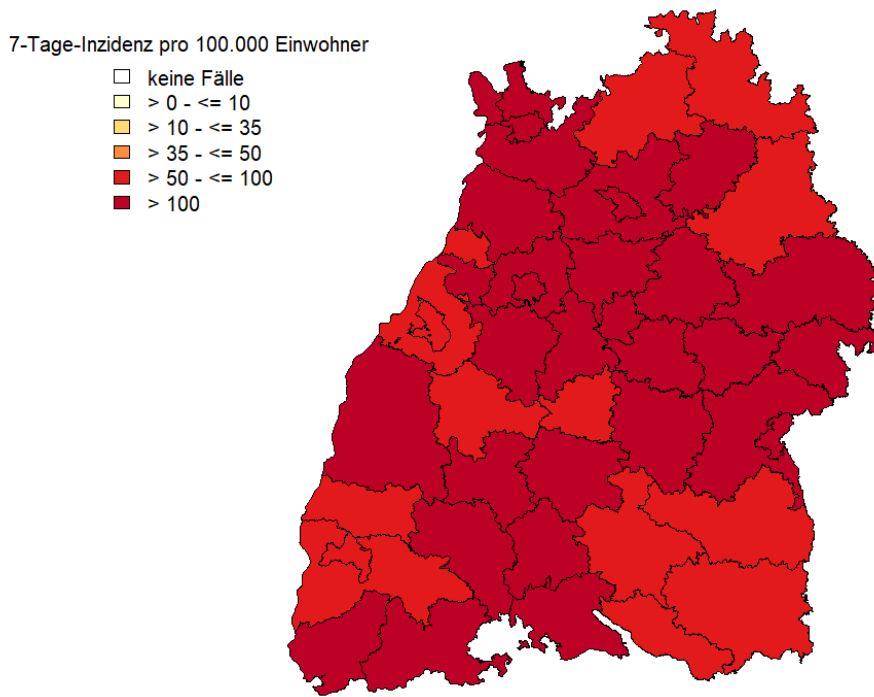 7-Tage-Inzidenz pro 100.000 Einwohner
keine Fälle
> 0 - <= 10
> 10 - <= 35
> 35 - <= 50
> 50 - <= 100
> 100